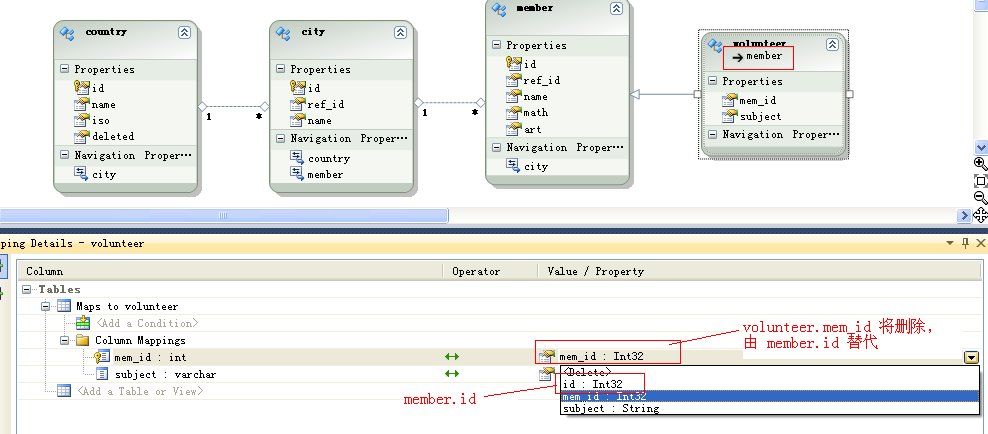 country
Properties
id
name
iso
deleted
Navigation Proper…
city
1
*
city
Properties
id
ref_id
name
Navigation Proper…
country
member
1
*
member
Properties
id
ref_id
name
math
art
Navigation Proper…
city
volunteer
member
Properties
mem_id
subject
Navigation Proper…
ping Details - volunteer
Column
Operator
Value / Property
Tables
Maps to volunteer
<Add a Condition>
Column Mappings
mem_id : int
mem_id : Int32
subject : varchar
<Add a Table or View>
<Delete>
id : Int32
mem_id : Int32
subject : String
volunteer.mem_id 将删除，
由 member.id 替代
member.id